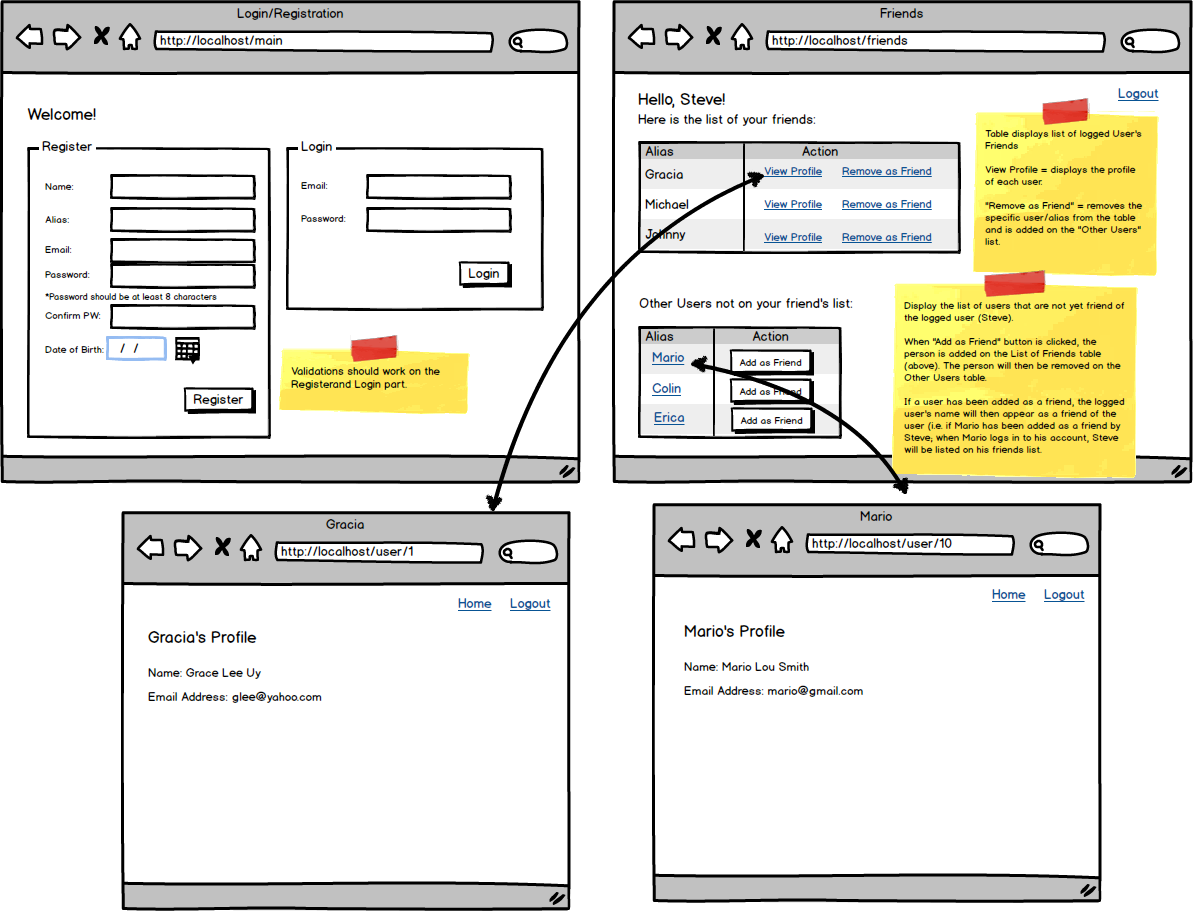 Login/Registration
http://localhost/main
Welcome!
Register
Name:
Alias:
Email:
Password:
*Password should be at least 8 characters
Confirm PW:
Date of Birth:
/ /
Register
Login
Email:
Password:
Login
Validations should work on the
Registerand Login part.
Friends
http://localhost/friends
Logout
Hello, Steve!
Here is the list of your friends:
Alias Action
Gracia View Profile Remove as Friend
Michael View Profile Remove as Friend
Johnny View Profile Remove as Friend
Table displays list of logged User's
Friends
View Profile = displays the profile
of each user.
"Remove as Friend" = removes the
specific user/alias from the table
and is added on the "Other Users"
list.
Other Users not on your friend's list:
Alias Action
Mario Add as Friend
Colin Add as Friend
Erica Add as Friend
Display the list of users that are not yet friend of
the logged user (Steve).
When "Add as Friend" button is clicked, the
person is added on the List of Friends table
(above). The person will then be removed on the
Other Users table.
If a user has been added as a friend, the logged
user's name will then appear as a friend of the
user (i.e. if Mario has been added as a friend by
Steve; when Mario logs in to his account, Steve
will be listed on his friends list.
Gracia
http://localhost/user/1
Home Logout
Gracia's Profile
Name: Grace Lee Uy
Email Address: glee@yahoo.com
Mario
http://localhost/user/10
Home Logout
Mario's Profile
Name: Mario Lou Smith
Email Address: mario@gmail.com